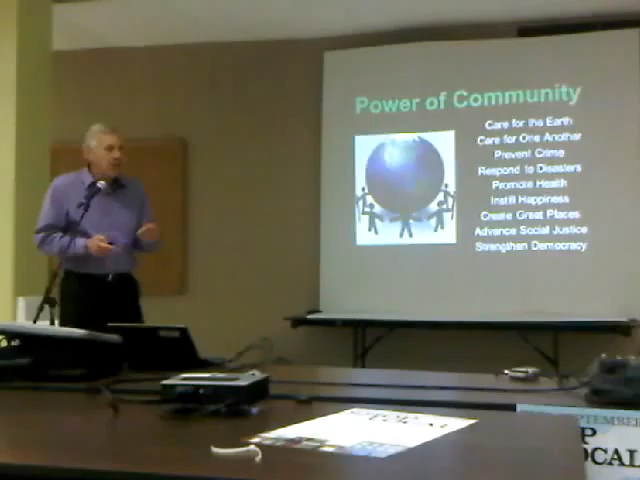 Power of Community
Care for the Earth
Care for One Another
Prevent Crime
Respond to Disasters
Promote Health
Instill Happiness
Create Great Places
Advance Social Justice
Strengthen Democracy